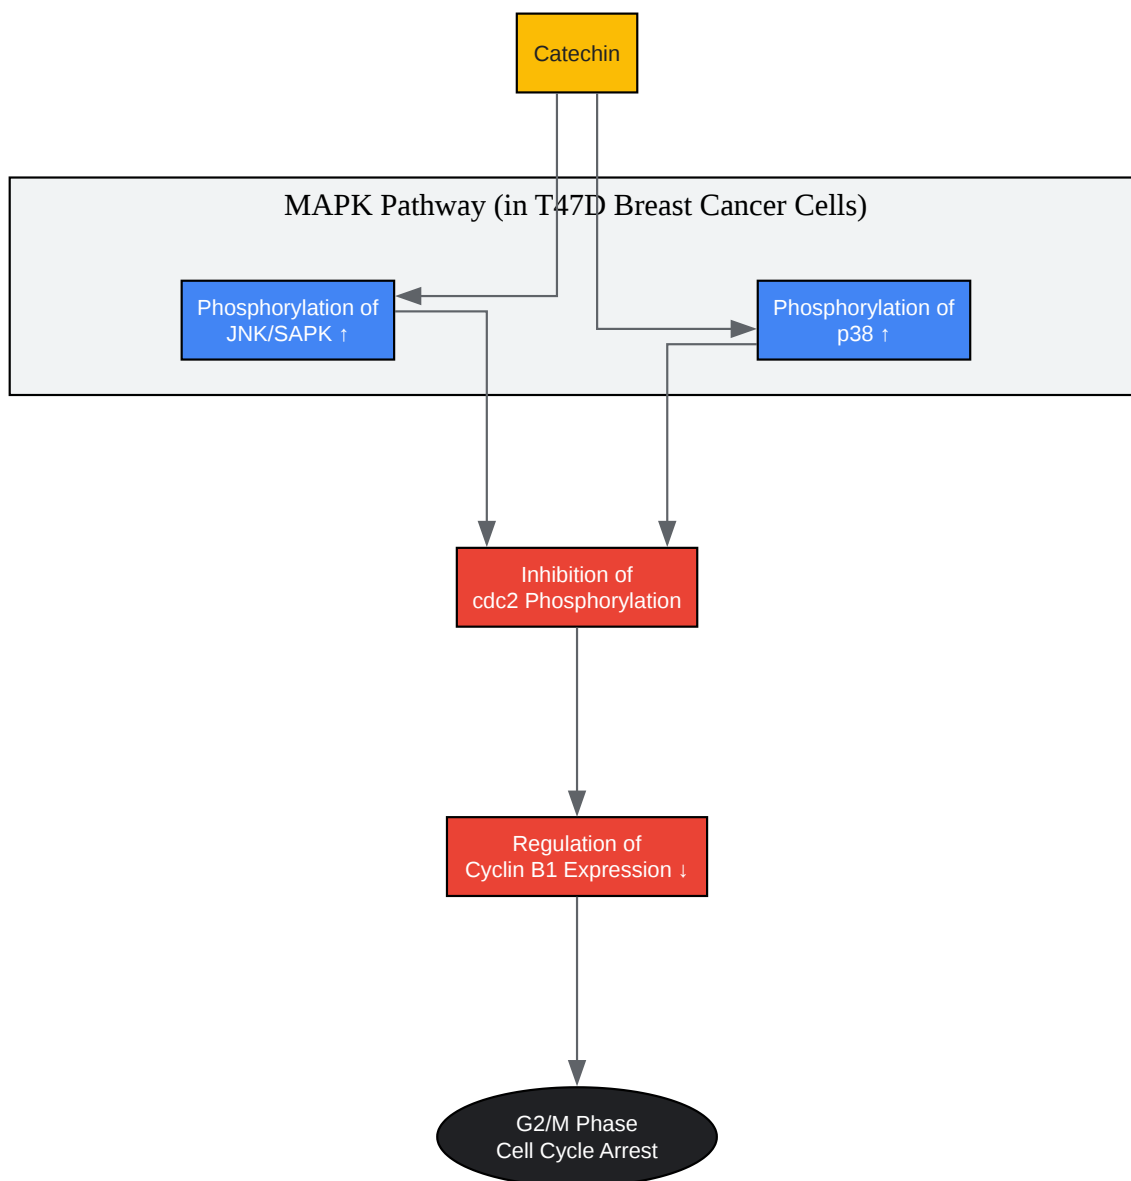 Catechin
MAPK Pathway (in T47D Breast Cancer Cells)
Phosphorylation of
JNK/SAPK ↑
Phosphorylation of
p38 ↑
Inhibition of
cdc2 Phosphorylation
Regulation of
Cyclin B1 Expression ↓
G2/M Phase
Cell Cycle Arrest